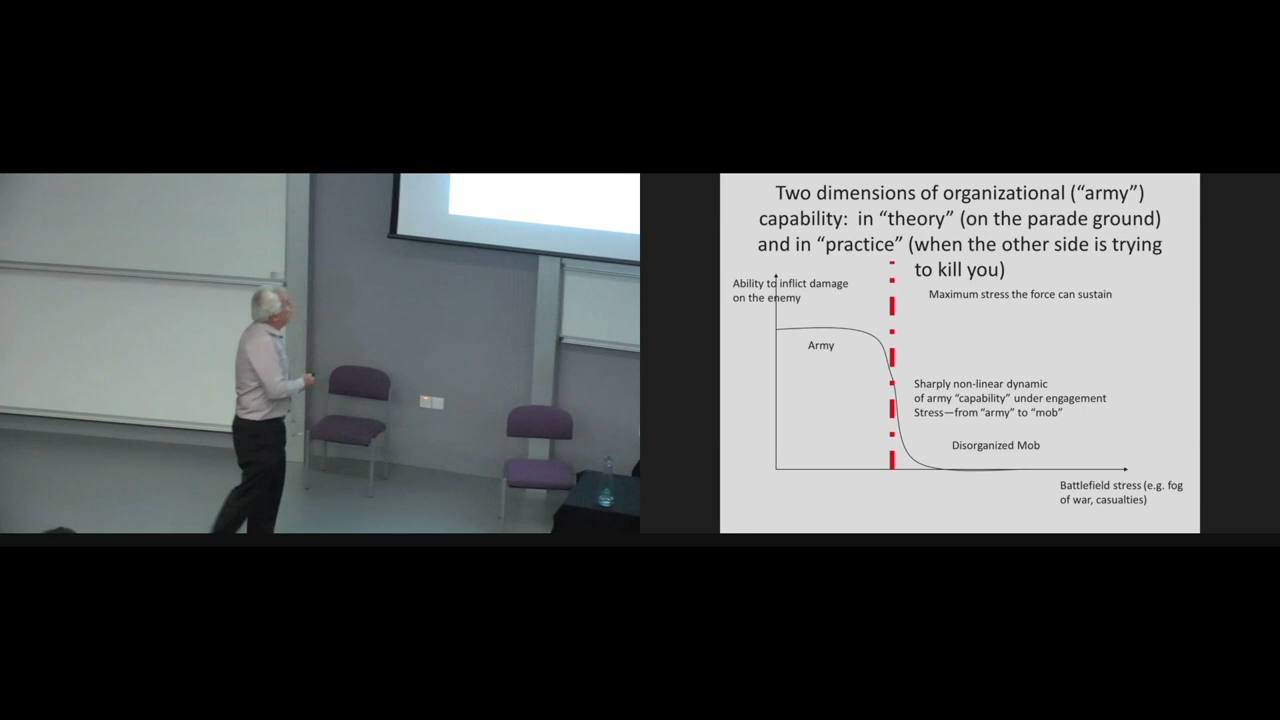 Two dimensions of organizational (“army”)
capability:  in “theory” (on the parade ground)
and in “practice” (when the other side is trying
to kill you)
Ability to inflict damage
on the enemy
Maximum stress the force can sustain
Army
Sharply non-linear dynamic
of army “capability” under engagement
Stress—from “army” to “mob”
Disorganized Mob
Battlefield stress (e.g. fog
of war, casualties)